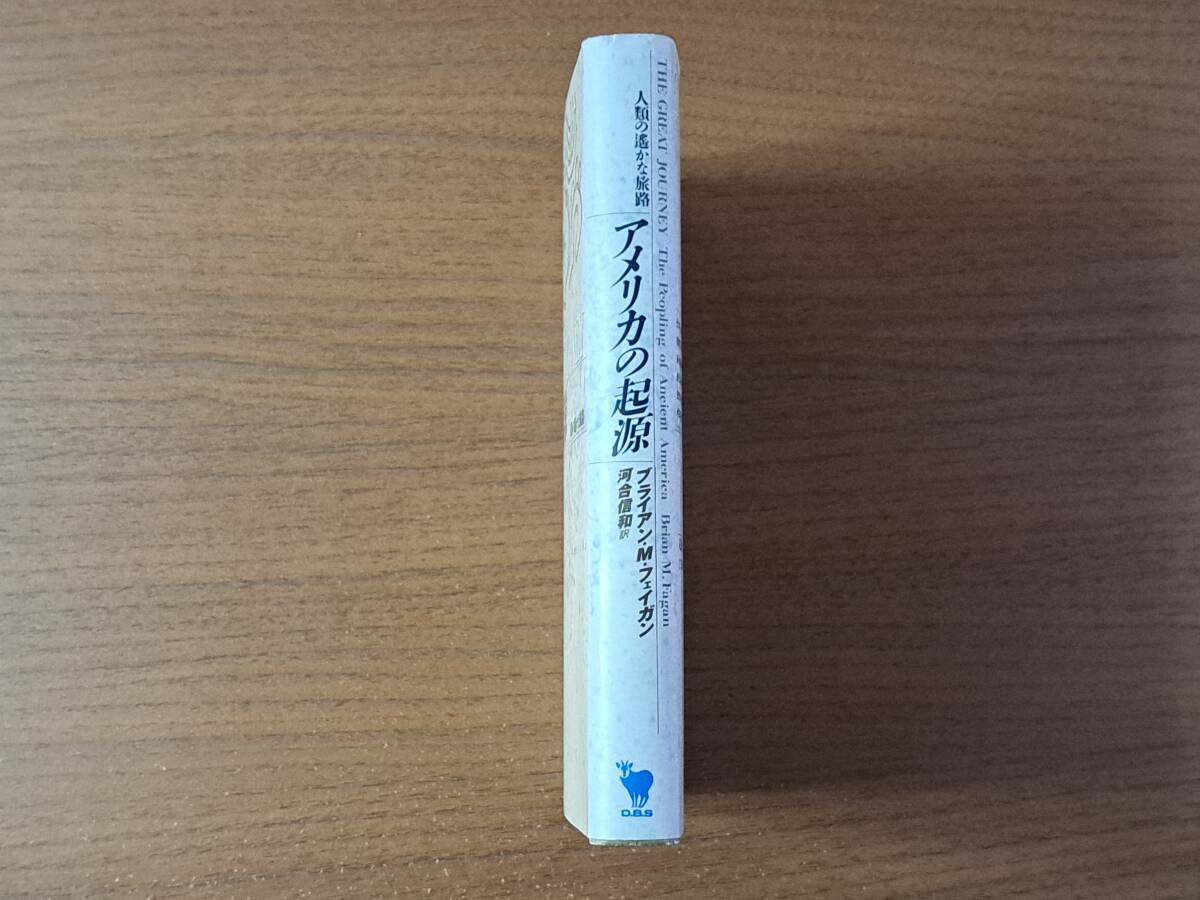 人類の遙かな旅路
アメリカの起源
ブライアン・M・フェイガン
河合信和訳
THE GREAT JOURNEY The Peopling of Ancient America Brian M. Fagan
D.B.S